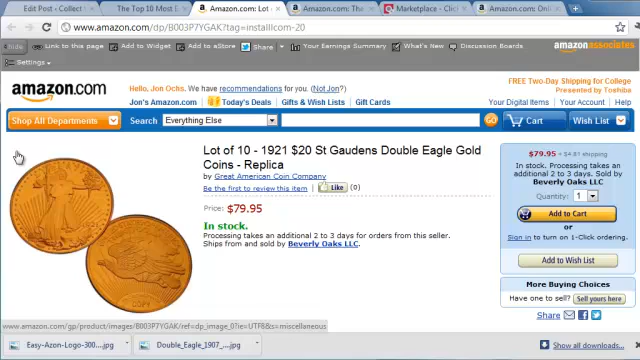 Edit Post ‹ Collect
The Top 10 Most E
Amazon.com: Lot
Amazon.com: The
Marketplace - Click
Amazon.com: Onlin
www.amazon.com/dp/B003P7YGAK?tag=installicom-20
hide
Link to this page
Add to Widget
Add to aStore
Share
Your Earnings Summary
What's New
Discussion Boards
amazon associates
Settings
amazon.com
Hello, Jon Ochs. We have recommendations for you. (Not Jon?)
FREE Two-Day Shipping for College
Presented by Toshiba
Jon's Amazon.com
Today's Deals
Gifts & Wish Lists
Gift Cards
Your Digital Items
Your Account
Help
Shop All Departments
Search
Everything Else
GO
Cart
Wish List
Lot of 10 - 1921 $20 St Gaudens Double Eagle Gold
Coins - Replica
by Great American Coin Company
Be the first to review this item
Like
(0)
Price: $79.95
In stock.
Processing takes an additional 2 to 3 days for orders from this seller.
Ships from and sold by Beverly Oaks LLC.
$79.95 + $4.81 shipping
In stock. Processing takes an
additional 2 to 3 days. Sold by
Beverly Oaks LLC
Quantity: 1
Add to Cart
or
Sign in to turn on 1-Click ordering.
Add to Wish List
More Buying Choices
Have one to sell? Sell yours here
Share
www.amazon.com/gp/product/images/B003P7YGAK/ref=dp_image_0?ie=UTF8&s=miscellaneous
Easy-Azon-Logo-300....jpg
Double_Eagle_1907_....jpg
Show all downloads...